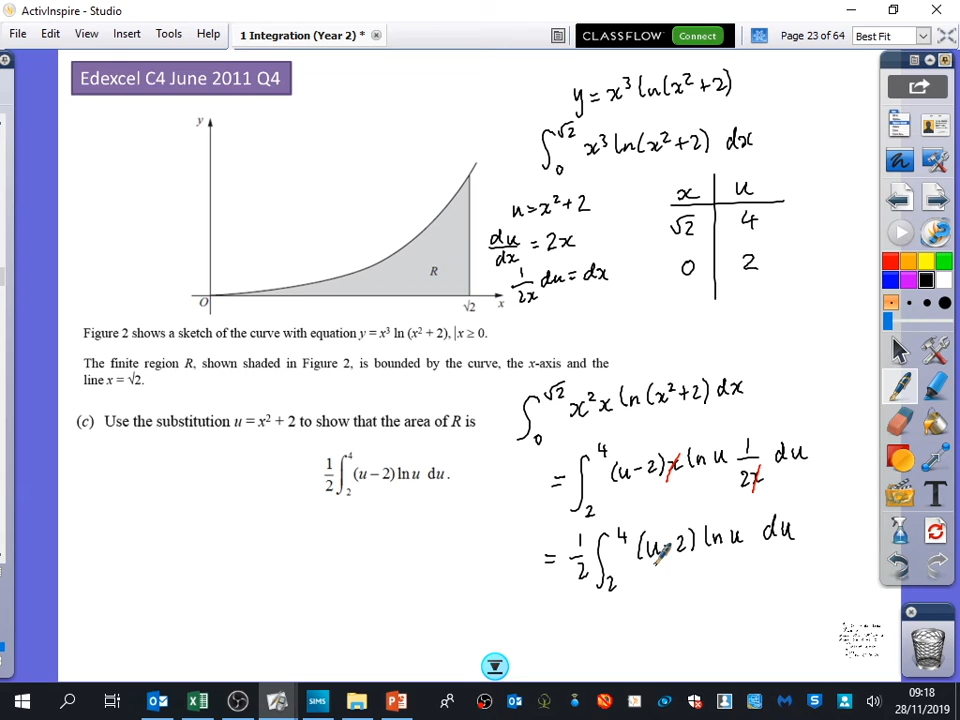 ActivInspire - Studio
File Edit View Insert Tools Help
1 Integration (Year 2) *
CLASSFLOW Connect
Page 23 of 64
Best Fit
Edexcel C4 June 2011 Q4
y
R
O
√2
x
Figure 2 shows a sketch of the curve with equation y = x³ ln (x² + 2), x ≥ 0.
The finite region R, shown shaded in Figure 2, is bounded by the curve, the x-axis and the
line x = √2.
(c) Use the substitution u = x² + 2 to show that the area of R is
1/2 ∫₂⁴ (u – 2) ln u du.
y = x³ ln(x² + 2)
∫₀^√2 x³ ln(x² + 2) dx
u = x² + 2
du/dx = 2x
1/2x du = dx
x u
√2 4
0 2
∫₀^√2 x² x ln(x² + 2) dx
= ∫₂⁴ (u – 2) x ln u 1/2x du
= 1/2 ∫₂⁴ (u – 2) ln u du
SIMS
09:18
28/11/2019